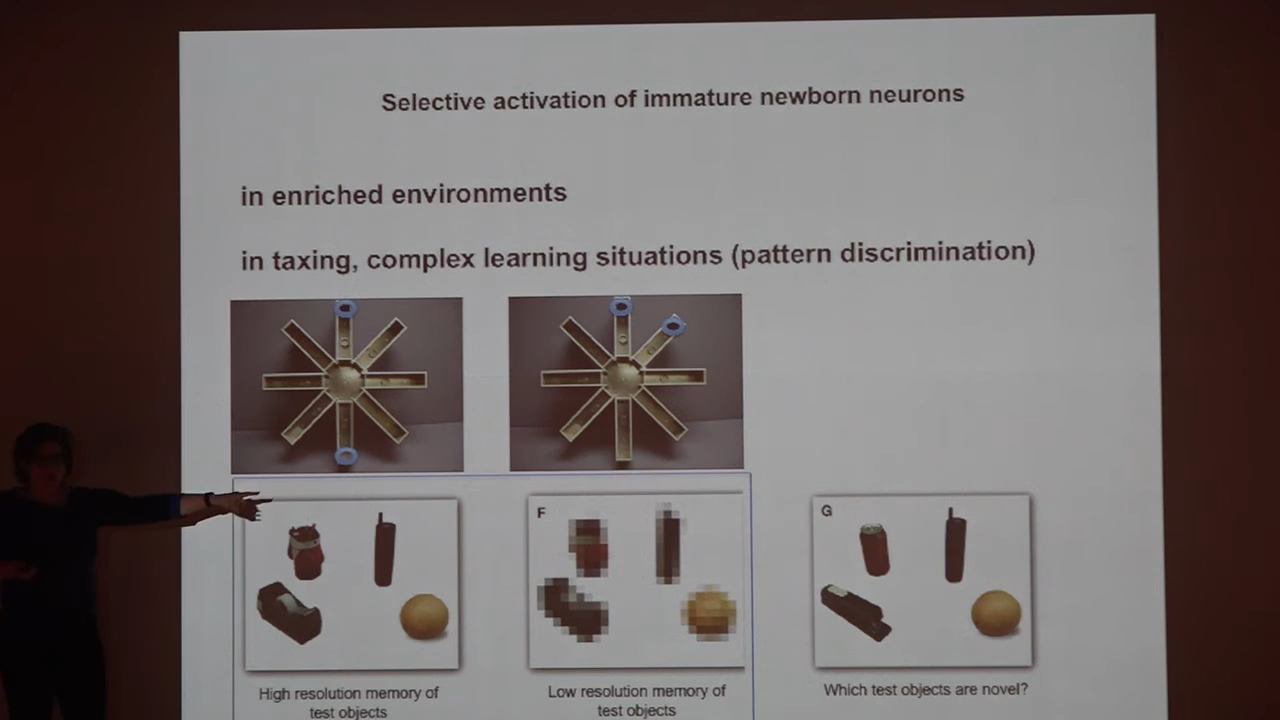 Selective activation of immature newborn neurons
in enriched environments
in taxing, complex learning situations (pattern discrimination)
F
G
High resolution memory of
test objects
Low resolution memory of
test objects
Which test objects are novel?